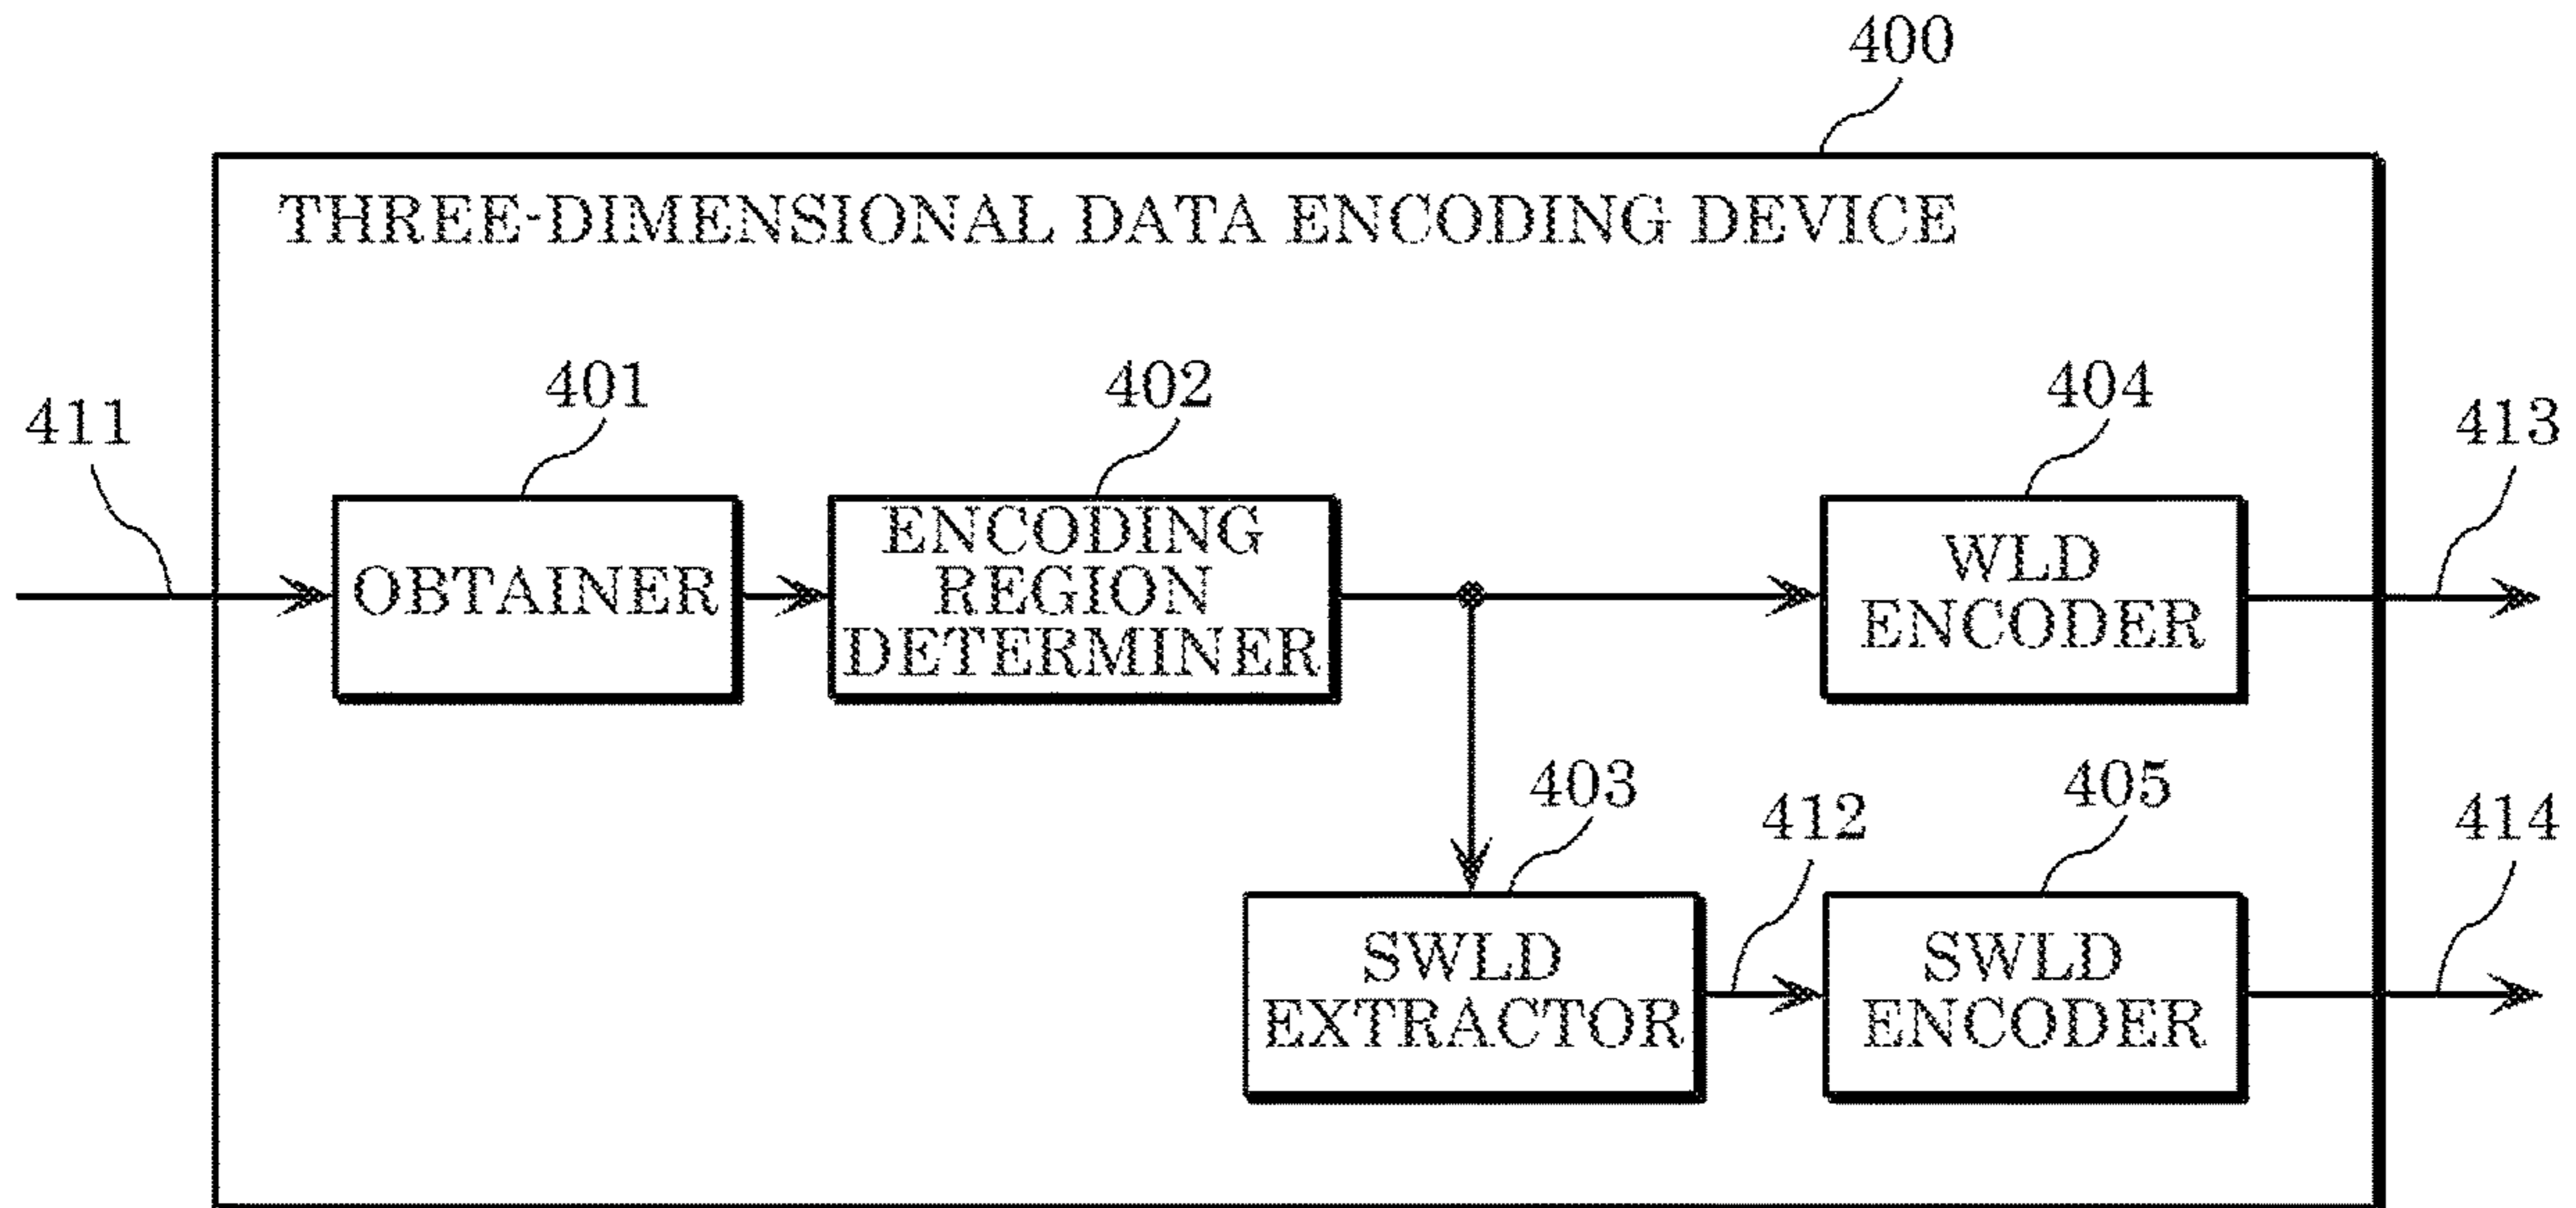 400
THREE-DIMENSIONAL DATA ENCODING DEVICE
401
402
404
411
413
OBTAINER
ENCODING
REGION
DETERMINER
WLD
ENCODER
403
412
405
414
SWLD
EXTRACTOR
SWLD
ENCODER